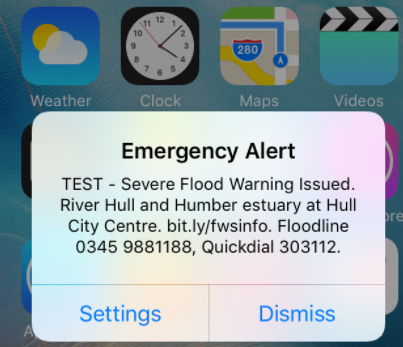 12
280
Weather Clock Maps Videos
Emergency Alert
TEST - Severe Flood Warning Issued.
River Hull and Humber estuary at Hull
City Centre. bit.ly/fwsinfo. Floodline
0345 9881188, Quickdial 303112.
Settings Dismiss